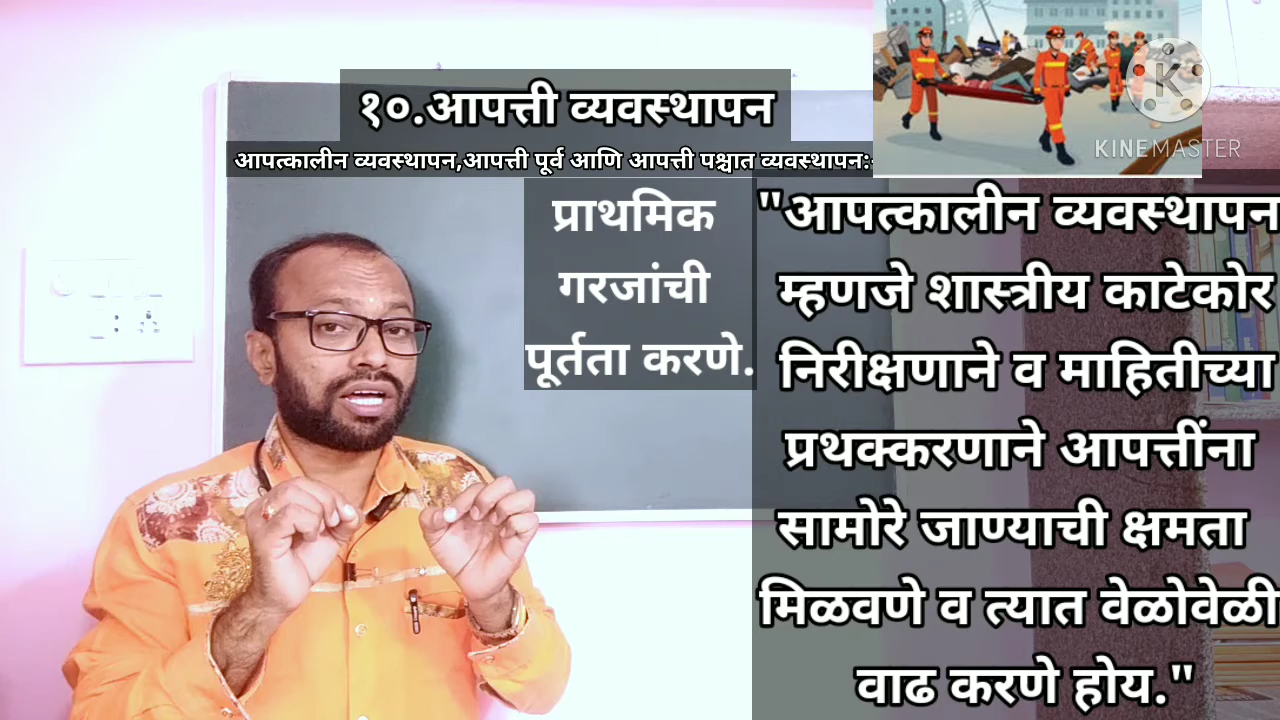 १०.आपत्ती व्यवस्थापन
आपत्कालीन व्यवस्थापन,आपत्ती पूर्व आणि आपत्ती पश्चात व्यवस्थापन:-
प्राथमिक
गरजांची
पूर्तता करणे.
K
KINEMASTER
"आपत्कालीन व्यवस्थापन
म्हणजे शास्त्रीय काटेकोर
निरीक्षणाने व माहितीच्या
प्रथक्करणाने आपत्तींना
सामोरे जाण्याची क्षमता
मिळवणे व त्यात वेळोवेळी
वाढ करणे होय."